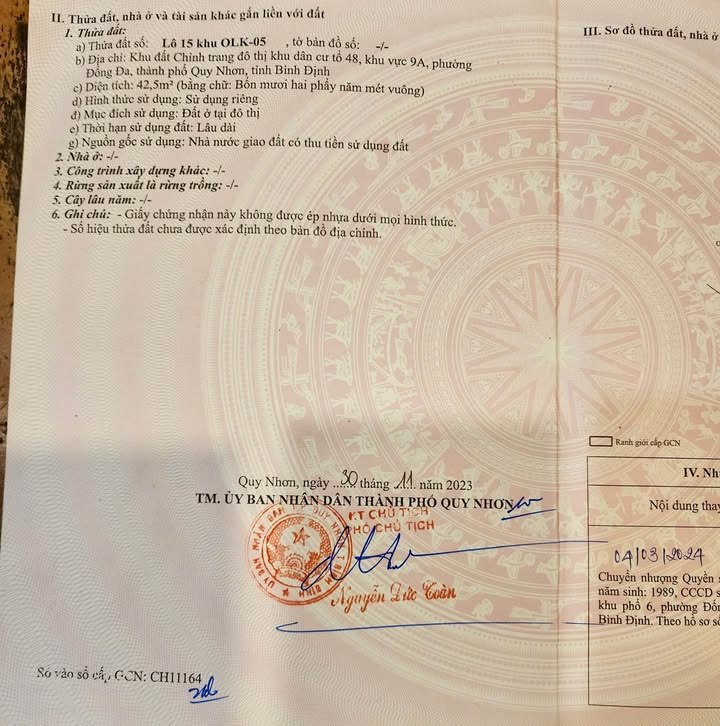 II. Thửa đất, nhà ở và tài sản khác gắn liền với đất
1. Thửa đất:
a) Thửa đất số: Lô 15 khu OLK-05 , tờ bản đồ số: -/-
b) Địa chỉ: Khu đất Chỉnh trang đô thị khu dân cư tổ 48, khu vực 9A, phường
Đống Đa, thành phố Quy Nhơn, tỉnh Bình Định
c) Diện tích: 42,5m² (bằng chữ: Bốn mươi hai phẩy năm mét vuông)
d) Hình thức sử dụng: Sử dụng riêng
đ) Mục đích sử dụng: Đất ở tại đô thị
e) Thời hạn sử dụng đất: Lâu dài
g) Nguồn gốc sử dụng: Nhà nước giao đất có thu tiền sử dụng đất
2. Nhà ở: -/-
3. Công trình xây dựng khác: -/-
4. Rừng sản xuất là rừng trồng: -/-
5. Cây lâu năm: -/-
6. Ghi chú: - Giấy chứng nhận này không được ép nhựa dưới mọi hình thức.
- Số hiệu thửa đất chưa được xác định theo bản đồ địa chính.
Quy Nhơn, ngày 30 tháng 11 năm 2023
TM. ỦY BAN NHÂN DÂN THÀNH PHỐ QUY NHƠN
KT CHỦ TỊCH
PHÓ CHỦ TỊCH
Nguyễn Đức Toàn
Số vào sổ cấp GCN: CH11164
III. Sơ đồ thửa đất, nhà ở
Ranh giới cấp GCN
IV. Nh
Nội dung thay
04/03/2024
Chuyển nhượng Quyền s
năm sinh: 1989, CCCD s
khu phố 6, phường Đốn
Bình Định. Theo hồ sơ số